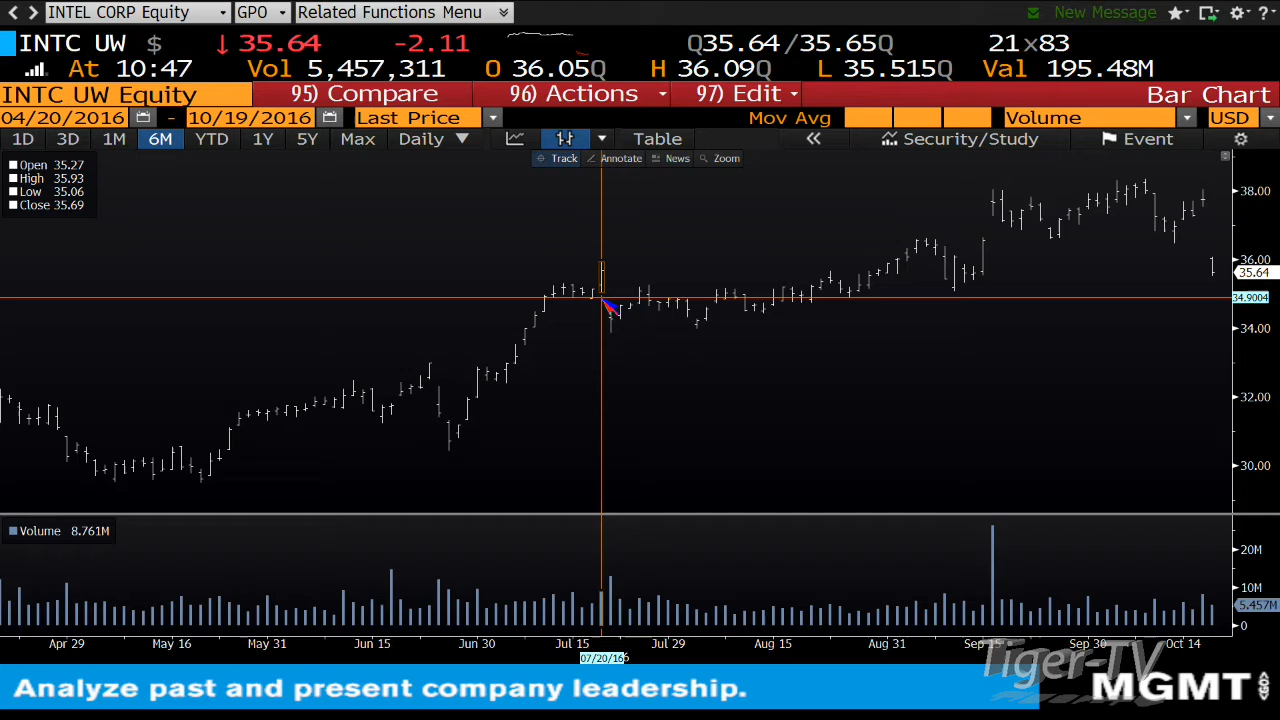 INTEL CORP Equity GPO Related Functions Menu New Message
INTC UW $ ↓35.64 -2.11 Q35.64/35.65Q 21×83
At 10:47 Vol 5,457,311 O 36.05Q H 36.09Q L 35.515Q Val 195.48M
INTC UW Equity 95) Compare 96) Actions 97) Edit Bar Chart
04/20/2016 - 10/19/2016 Last Price Mov Avg Volume USD
1D 3D 1M 6M YTD 1Y 5Y Max Daily ▼ Table « Security/Study Event
Track Annotate News Zoom
Open 35.27
High 35.93
Low 35.06
Close 35.69
38.00
36.00
35.64
34.9004
34.00
32.00
30.00
Volume 8.761M
20M
10M
5.457M
0
Apr 29 May 16 May 31 Jun 15 Jun 30 Jul 15 Jul 29 Aug 15 Aug 31 Sep 15 Sep 30 Oct 14
07/20/16
Tiger-TV
Analyze past and present company leadership. MGMT GO